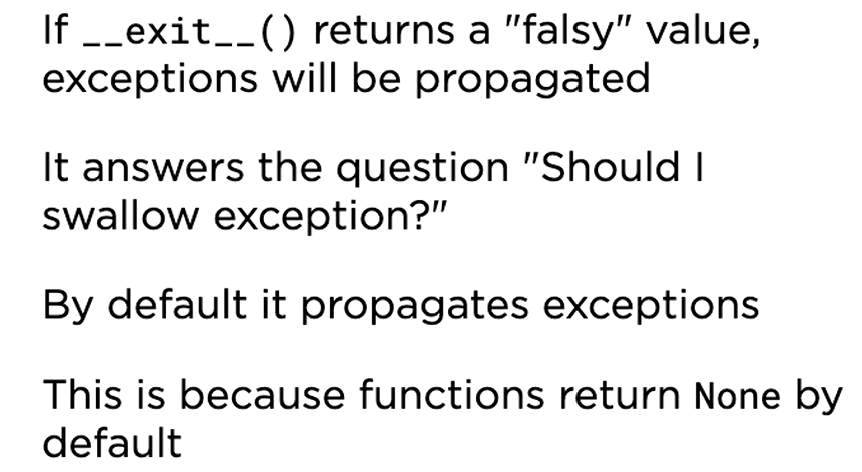 If __exit__() returns a "falsy" value,
exceptions will be propagated
It answers the question "Should I
swallow exception?"
By default it propagates exceptions
This is because functions return None by
default